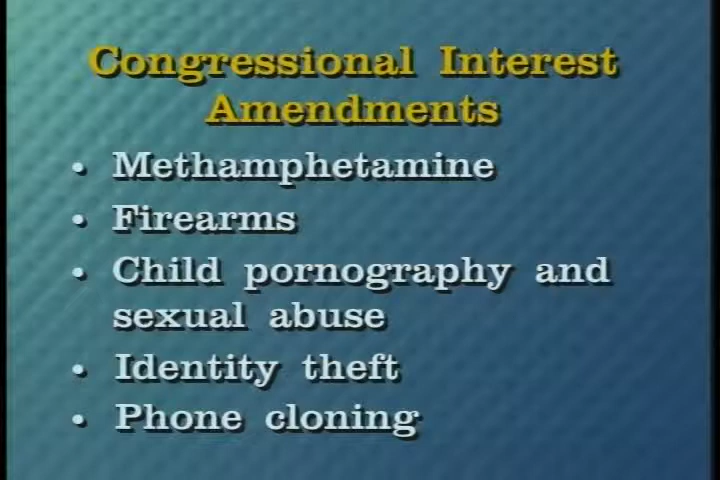 Congressional Interest
Amendments
• Methamphetamine
• Firearms
• Child pornography and
sexual abuse
• Identity theft
• Phone cloning